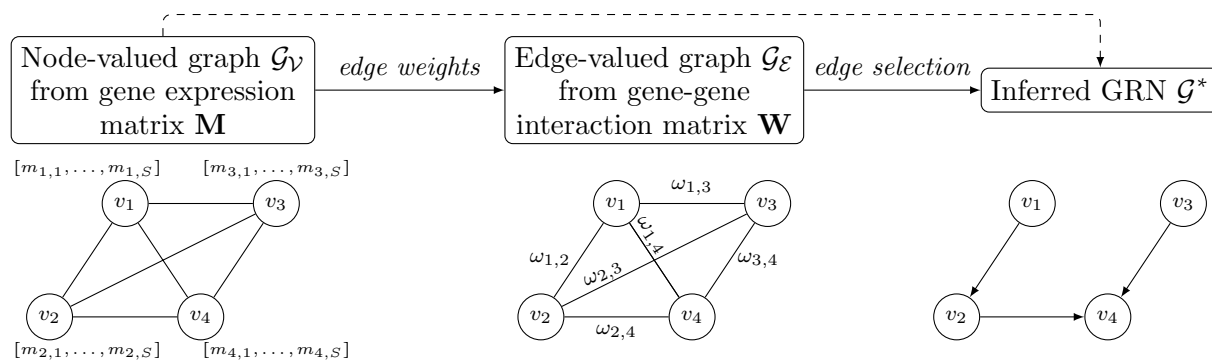 Node-valued graph 𝒢_𝒱
from gene expression
matrix M
edge weights
Edge-valued graph 𝒢_ℰ
from gene-gene
interaction matrix W
edge selection
Inferred GRN 𝒢*
[m_{1,1}, . . . , m_{1,S}]
[m_{3,1}, . . . , m_{3,S}]
v_1
v_3
v_2
v_4
[m_{2,1}, . . . , m_{2,S}]
[m_{4,1}, . . . , m_{4,S}]
ω_{1,3}
v_1
v_3
ω_{1,4}
ω_{1,2}
ω_{2,3}
ω_{3,4}
v_2
v_4
ω_{2,4}
v_1
v_3
v_2
v_4